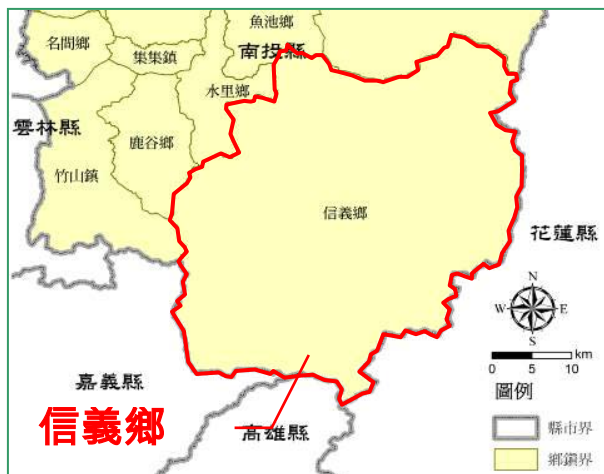 魚池鄉
名間鄉
集集鎮
南投縣
水里鄉
雲林縣
鹿谷鄉
竹山鎮
信義鄉
花蓮縣
N
W E
S
0 5 10 km
嘉義縣
圖例
信義鄉
高雄縣
縣市界
鄉鎮界